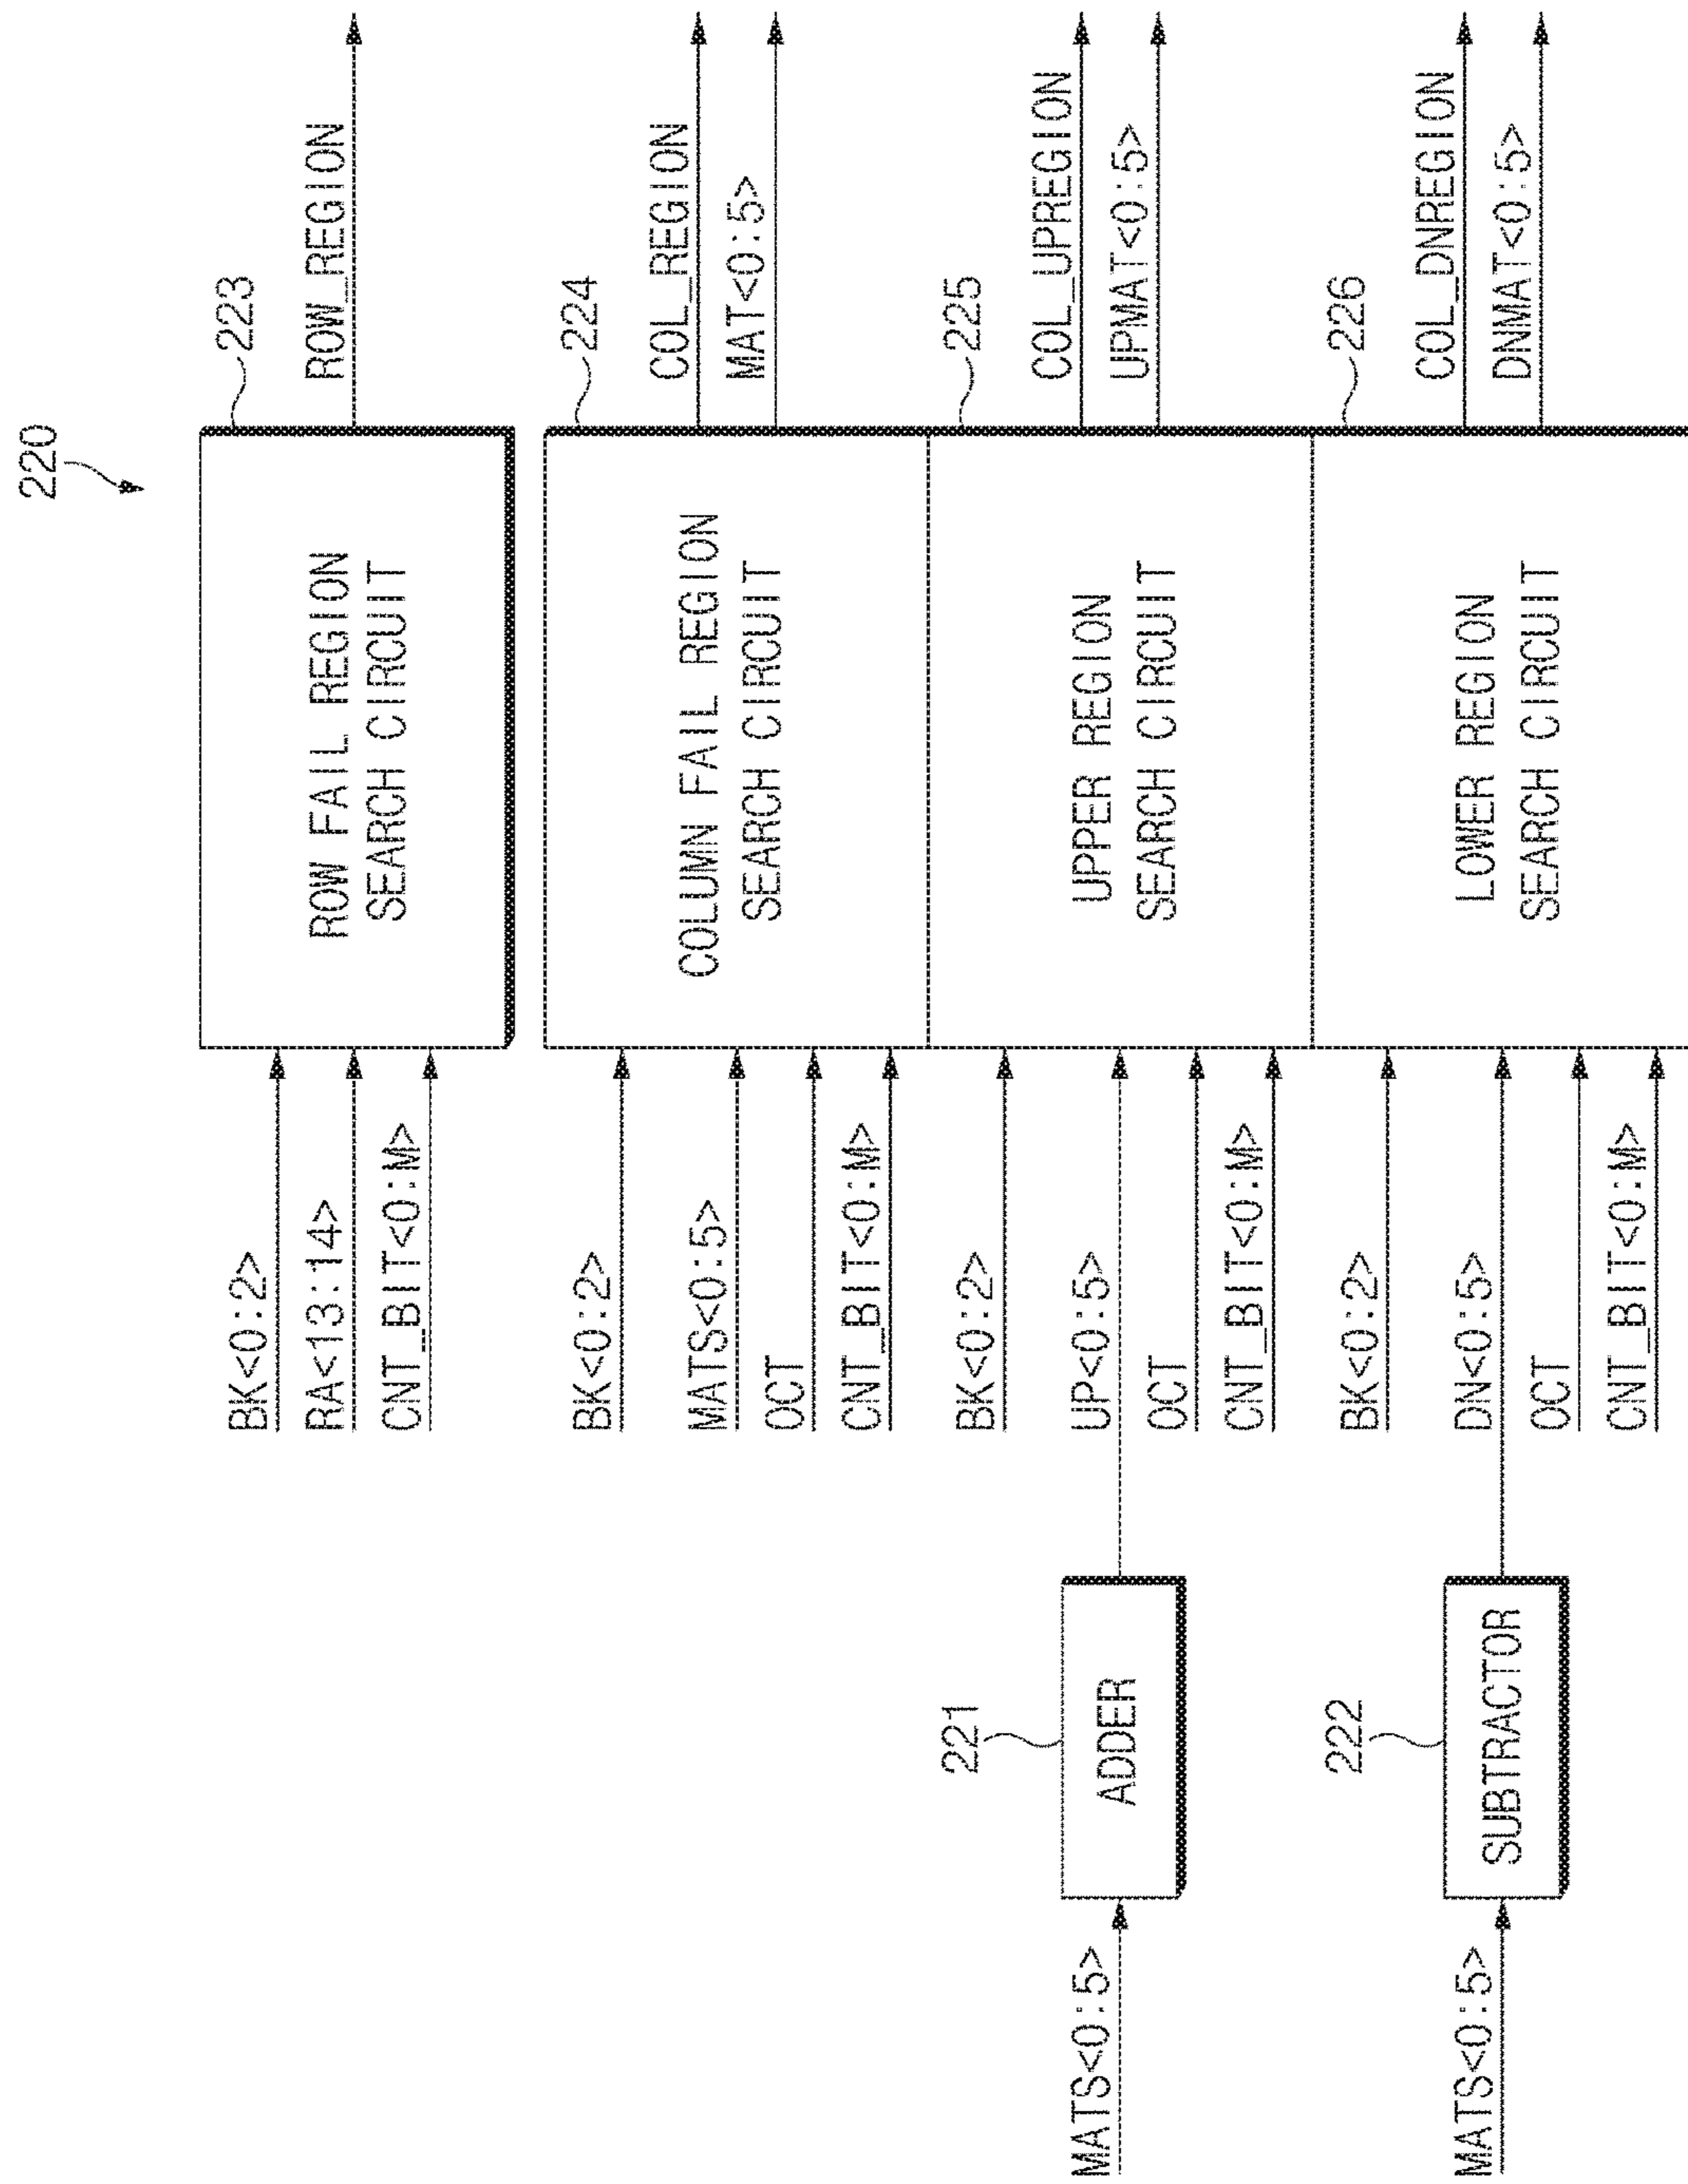 220
BK<0:2>
RA<13:14>
CNT_BIT<0:M>
ROW FAIL REGION
SEARCH CIRCUIT
223
ROW_REGION
BK<0:2>
MATS<0:5>
OCT
CNT_BIT<0:M>
COLUMN FAIL REGION
SEARCH CIRCUIT
224
COL_REGION
MAT<0:5>
MATS<0:5>
221
ADDER
BK<0:2>
UP<0:5>
OCT
CNT_BIT<0:M>
UPPER REGION
SEARCH CIRCUIT
225
COL_UPREGION
UPMAT<0:5>
MATS<0:5>
222
SUBTRACTOR
BK<0:2>
DN<0:5>
OCT
CNT_BIT<0:M>
LOWER REGION
SEARCH CIRCUIT
226
COL_DNREGION
DNMAT<0:5>